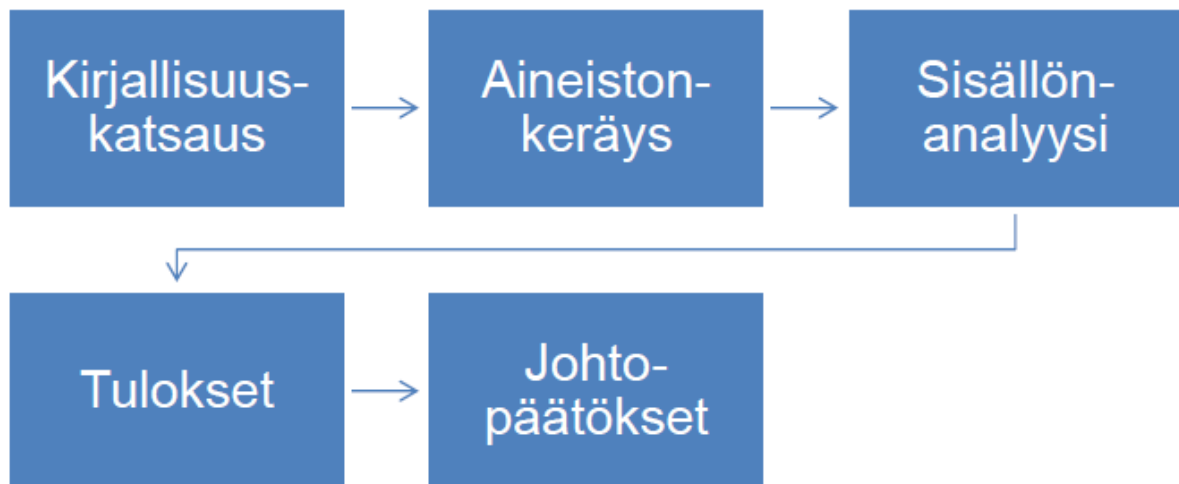 Kirjallisuus-
katsaus
Aineiston-
keräys
Sisällön-
analyysi
Tulokset
Johto-
päätökset